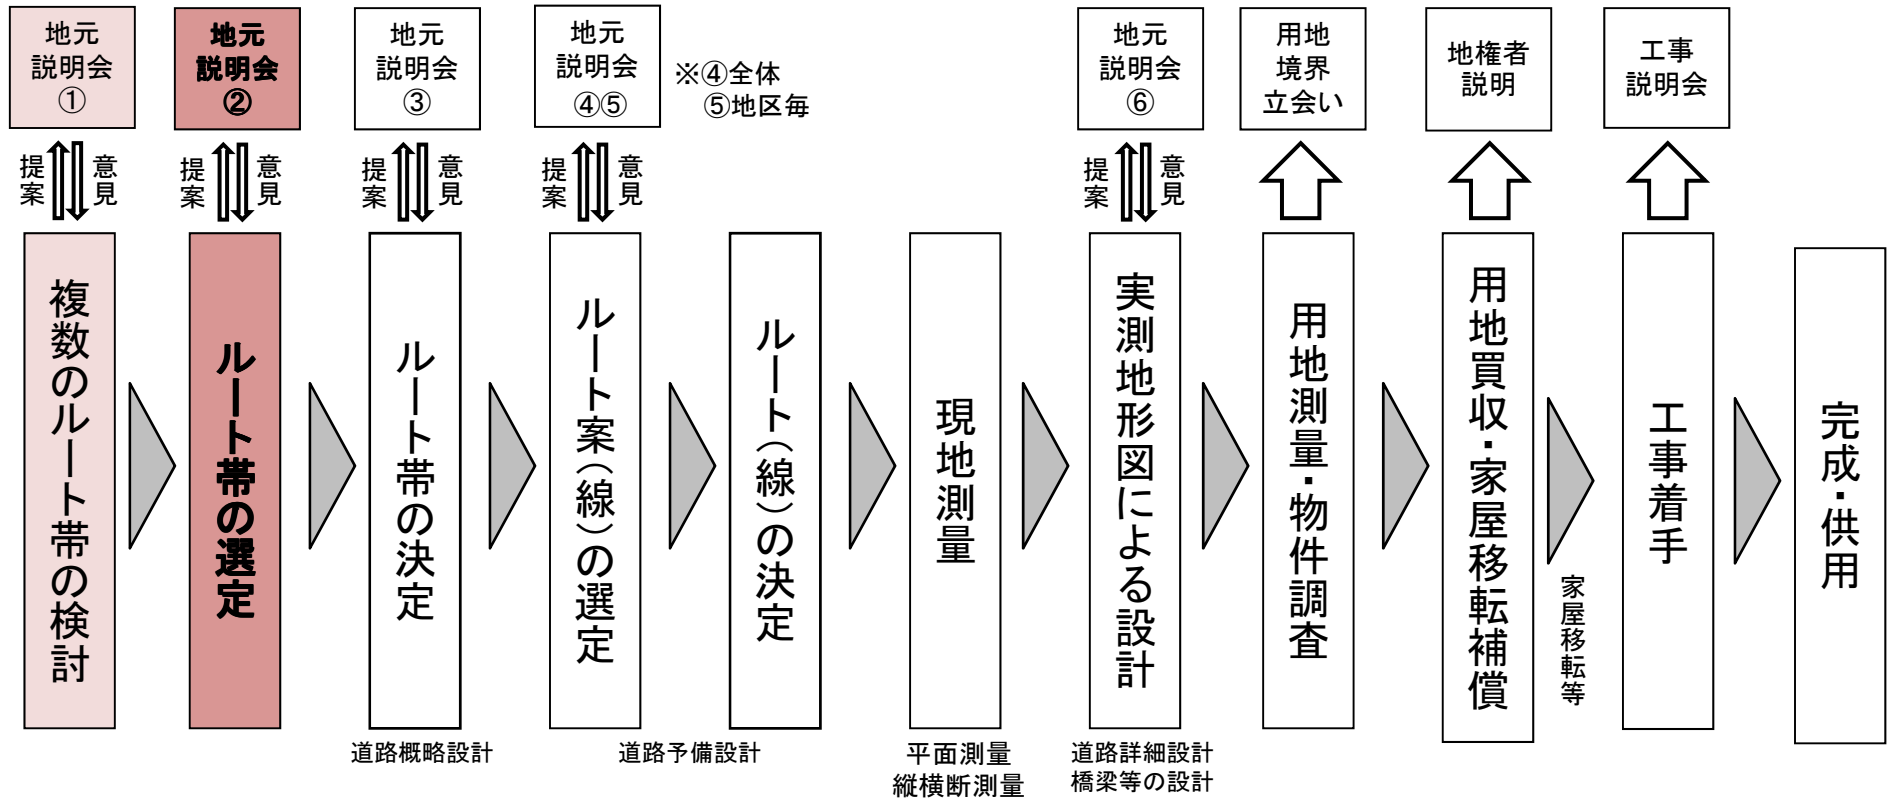 地元
説明会
①
地元
説明会
②
地元
説明会
③
地元
説明会
④⑤
※④全体
⑤地区毎
地元
説明会
⑥
用地
境界
立会い
地権者
説明
工事
説明会
提案
意見
提案
意見
提案
意見
提案
意見
提案
意見
複数のルート帯の検討
ルート帯の選定
ルート帯の決定
ルート案(線)の選定
ルート(線)の決定
現地測量
実測地形図による設計
用地測量・物件調査
用地買収・家屋移転補償
家屋移転等
工事着手
完成・供用
道路概略設計
道路予備設計
平面測量
縦横断測量
道路詳細設計
橋梁等の設計